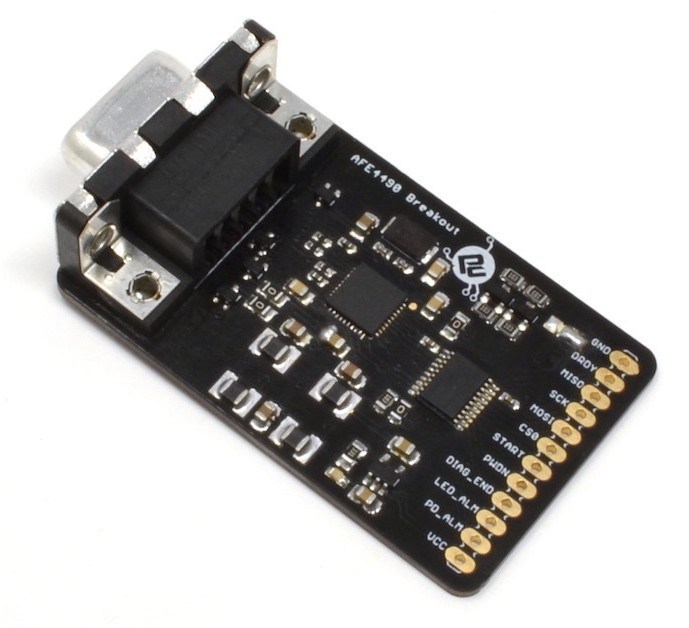 AFE4490 Breakout
GND
DRDY
MISO
SCK
MOSI
CS0
START
PWDN
DIAG_END
LED_ALM
PD_ALM
VCC